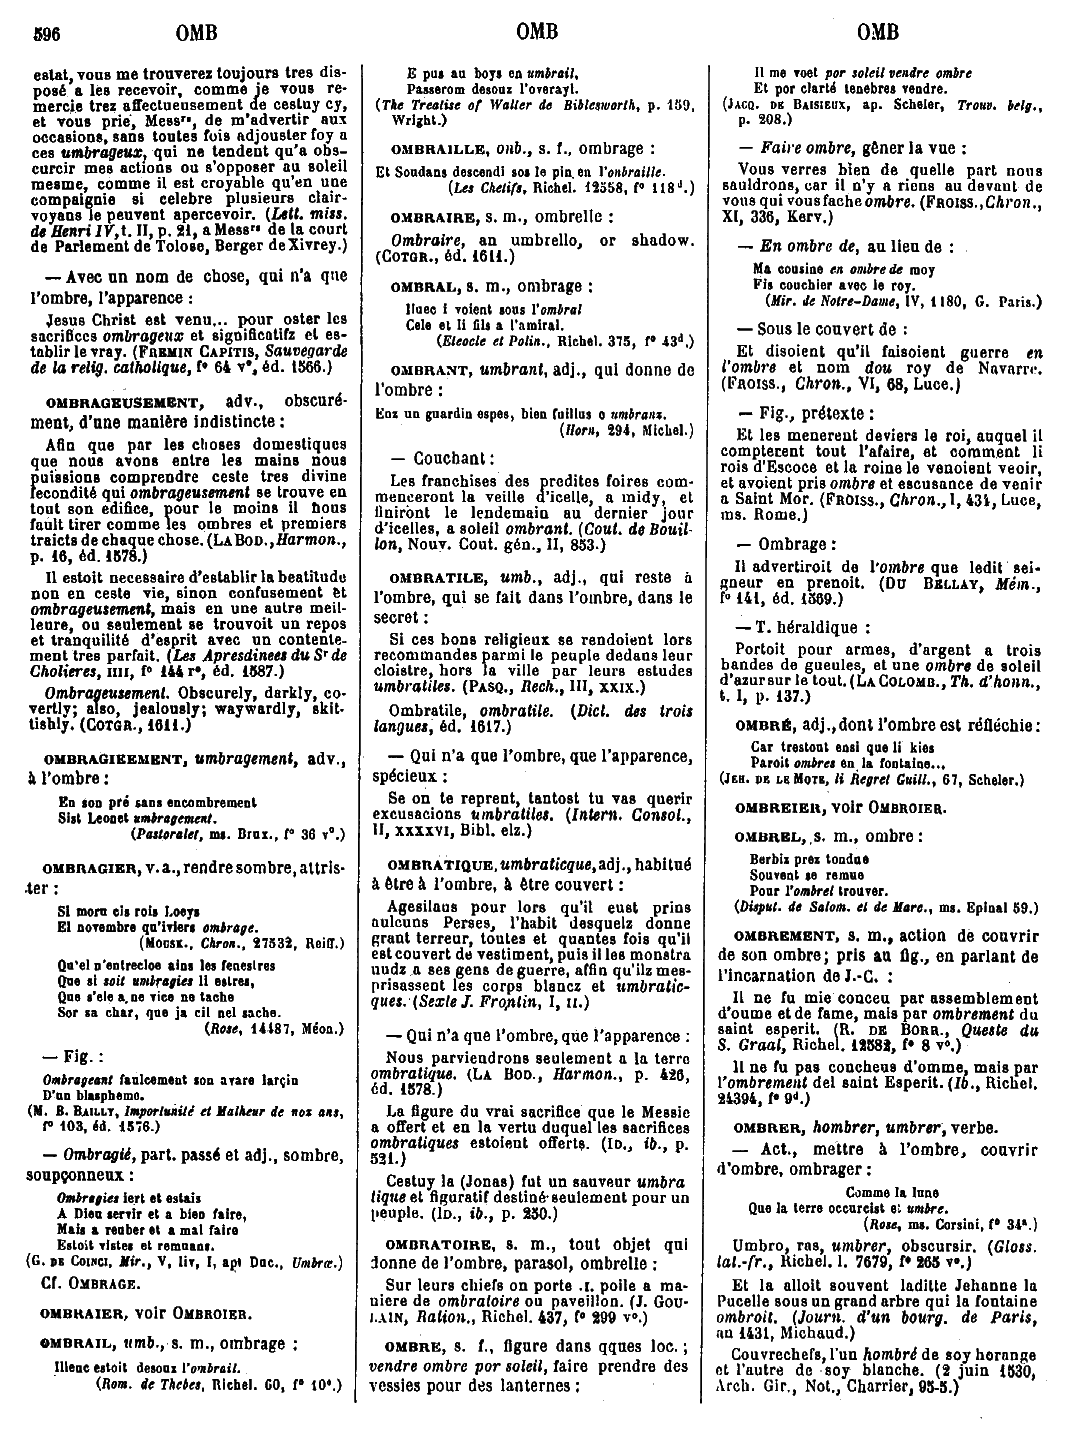 596 OMB OMB OMB
estat, vous me trouverez toujours tres dis-
posé a les recevoir, comme je vous re-
mercie trez affectueusement de cestuy cy,
et vous prie, Messrs, de m'advertir aux
occasions, sans toutes fois adjouster foy a
ces umbrageux, qui ne tendent qu'a obs-
curcir mes actions ou s'opposer au soleil
mesme, comme il est croyable qu'en une
compaignie si celebre plusieurs clair-
voyans le peuvent apercevoir. (Lett. miss.
de Henri IV, t. II, p. 21, a Messrs de la court
de Parlement de Tolose, Berger de Xivrey.)
— Avec un nom de chose, qui n'a que
l'ombre, l'apparence :
Jesus Christ est venu... pour oster les
sacrifices ombrageux et significatifz et es-
tablir le vray. (FREMIN CAPITIS, Sauvegarde
de la relig. catholique, f° 64 v°, éd. 1566.)
OMBRAGEUSEMENT, adv., obscuré-
ment, d'une manière indistincte :
Afin que par les choses domestiques
que nous avons entre les mains nous
puissions comprendre ceste tres divine
fecondité qui ombrageusement se trouve en
tout son edifice, pour le moins il nous
fault tirer comme les ombres et premiers
traicts de chaque chose. (LA BOD., Harmon.,
p. 16, éd. 1578.)
Il estoit necessaire d'establir la beatitude
non en ceste vie, sinon confusement et
ombrageusement, mais en une autre meil-
leure, ou seulement se trouvoit un repos
et tranquilité d'esprit avec un contente-
ment tres parfait. (Les Apresdinees du Sr de
Cholieres, IIII, f° 144 r°, éd. 1587.)
Ombrageusement. Obscurely, darkly, co-
vertly; also, jealously; waywardly, skit-
tishly. (COTGR., 1611.)
OMBRAGIEEMENT, umbragement, adv.,
à l'ombre :
En son pré sans encombrement
Sist Leonet umbragement.
(Pastoralet, ms. Brux., f° 36 v°.)
OMBRAGIER, v. a., rendre sombre, attris-
ter :
Si moru cis rois Loeys
El novembre qu'iviers ombrage.
(MOUSK., Chron., 27532, Reiff.)
Qu'el n'entrecloe ains les fenestres
Que si soit umbragies li estres,
Que s'ele a ne vice ne tache
Sor sa char, que ja cil nel sache.
(Rose, 14487, Méon.)
— Fig. :
Ombrageant faulcement son avare larçin
D'un blaspheme.
(M. B. BAILLY, Importunité et Malheur de nos ans,
f° 103, éd. 1576.)
— Ombragié, part. passé et adj., sombre,
soupçonneux :
Ombragies iert et estais
A Dieu servir et a bien faire,
Mais a reuber et a mal faire
Estoit vistes et remuans.
(G. DE COINCI, Mir., V, liv, I, apt Duc., Umbræ.)
Cf. OMBRAGE.
OMBRAIER, voir OMBROIER.
OMBRAIL, umb., s. m., ombrage :
Illeuc estoit desouz l'ombrail.
(Rom. de Thebes, Richel. 60, f° 10c.)
E pus au boys en umbrail,
Passerom desouz l'overayl.
(The Treatise of Walter de Biblesworth, p. 159,
Wright.)
OMBRAILLE, onb., s. f., ombrage :
Et Soudans descendi sos le pin en l'onbraille.
(Les Chetifs, Richel. 12558, f° 118d.)
OMBRAIRE, s. m., ombrelle :
Ombraire, an umbrello, or shadow.
(COTGR., éd. 1611.)
OMBRAL, s. m., ombrage :
Iluec i voient sous l'ombral
Cele et li fils a l'amiral.
(Eteocle et Polin., Richel. 375, f° 43d.)
OMBRANT, umbrant, adj., qui donne de
l'ombre :
Enz un guardin espes, bien fuillus o umbranz.
(Horn, 294, Michel.)
— Couchant :
Les franchises des predites foires com-
menceront la veille d'icelle, a midy, et
finiront le lendemain au dernier jour
d'icelles, a soleil ombrant. (Cout. de Bouil-
lon, Nouv. Cout. gén., II, 853.)
OMBRATILE, umb., adj., qui reste à
l'ombre, qui se fait dans l'ombre, dans le
secret :
Si ces bons religieux se rendoient lors
recommandes parmi le peuple dedans leur
cloistre, hors la ville par leurs estudes
umbratiles. (PASQ., Rech., III, XXIX.)
Ombratile, ombratile. (Dict. des trois
langues, éd. 1617.)
— Qui n'a que l'ombre, que l'apparence,
spécieux :
Se on te reprent, tantost tu vas querir
excusacions umbratiles. (Intern. Consol.,
II, XXXXVI, Bibl. elz.)
OMBRATIQUE, umbraticque, adj., habitué
à être à l'ombre, à être couvert :
Agesilaus pour lors qu'il eust prins
aulcuns Perses, l'habit desquelz donne
grant terreur, toutes et quantes fois qu'il
est couvert de vestiment, puis il les monstra
nudz a ses gens de guerre, affin qu'ilz mes-
prisassent les corps blancz et umbratic-
ques. (Sexte J. Frontin, I, II.)
— Qui n'a que l'ombre, que l'apparence :
Nous parviendrons seulement a la terre
ombratique. (LA BOD., Harmon., p. 426,
éd. 1578.)
La figure du vrai sacrifice que le Messie
a offert et en la vertu duquel les sacrifices
ombratiques estoient offerts. (ID., ib., p.
521.)
Cestuy la (Jonas) fut un sauveur umbra
tique et figuratif destiné seulement pour un
peuple. (ID., ib., p. 250.)
OMBRATOIRE, s. m., tout objet qui
donne de l'ombre, parasol, ombrelle :
Sur leurs chiefs on porte .I. poile a ma-
niere de ombratoire ou paveillon. (J. GOU-
LAIN, Ration., Richel. 437, f° 299 v°.)
OMBRE, s. f., figure dans qques loc. ;
vendre ombre por soleil, faire prendre des
vessies pour des lanternes :
Il me voet por soleil vendre ombre
Et por clarté tenebres vendre.
(JACQ. DE BAISIEUX, ap. Scheler, Trouv. belg.,
p. 208.)
— Faire ombre, gêner la vue :
Vous verres bien de quelle part nous
sauldrons, car il n'y a riens au devant de
vous qui vous fache ombre. (FROISS., Chron.,
XI, 336, Kerv.)
— En ombre de, au lieu de :
Ma cousine en ombre de moy
Fis couchier avec le roy.
(Mir. de Notre-Dame, IV, 1180, G. Paris.)
— Sous le couvert de :
Et disoient qu'il faisoient guerre en
l'ombre et nom dou roy de Navarre.
(FROISS., Chron., VI, 68, Luce.)
— Fig., prétexte :
Et les menerent deviers le roi, auquel il
compterent tout l'afaire, et comment li
rois d'Escoce et la roine le venoient veoir,
et avoient pris ombre et escusance de venir
a Saint Mor. (FROISS., Chron., I, 431, Luce,
ms. Rome.)
— Ombrage :
Il advertiroit de l'ombre que ledit sei-
gneur en prenoit. (DU BELLAY, Mém.,
f° 141, éd. 1569.)
— T. héraldique :
Portoit pour armes, d'argent a trois
bandes de gueules, et une ombre de soleil
d'azur sur le tout. (LA COLOMB., Th. d'honn.,
t. I, p. 137.)
OMBRÉ, adj., dont l'ombre est réfléchie :
Car trestout ensi que li kies
Paroit ombres en la fontaine...
(JEH. DE LE MOTE, li Regret Guill., 67, Scheler.)
OMBREIER, voir OMBROIER.
OMBREL, s. m., ombre :
Berbiz prez tondue
Souvent se remue
Pour l'ombrel trouver.
(Disput. de Salom. et de Marc., ms. Epinal 59.)
OMBREMENT, s. m., action de couvrir
de son ombre; pris au fig., en parlant de
l'incarnation de J.-C. :
Il ne fu mie conceu par assemblement
d'oume et de fame, mais par ombrement du
saint esperit. (R. DE BORR., Queste du
S. Graal, Richel. 12582, f° 8 v°.)
Il ne fu pas concheus d'omme, mais par
l'ombrement del saint Esperit. (Ib., Richel.
24394, f° 9d.)
OMBRER, hombrer, umbrer, verbe.
— Act., mettre à l'ombre, couvrir
d'ombre, ombrager :
Comme la lune
Que la terre occurcist et umbre.
(Rose, ms. Corsini, f° 34a.)
Umbro, ras, umbrer, obscursir. (Gloss.
lat.-fr., Richel. l. 7679, f° 265 v°.)
Et la alloit souvent laditte Jehanne la
Pucelle sous un grand arbre qui la fontaine
ombroit. (Journ. d'un bourg. de Paris,
an 1431, Michaud.)
Couvrechefs, l'un hombré de soy horange
et l'autre de soy blanche. (2 juin 1530,
Arch. Gir., Not., Charrier, 95-5.)